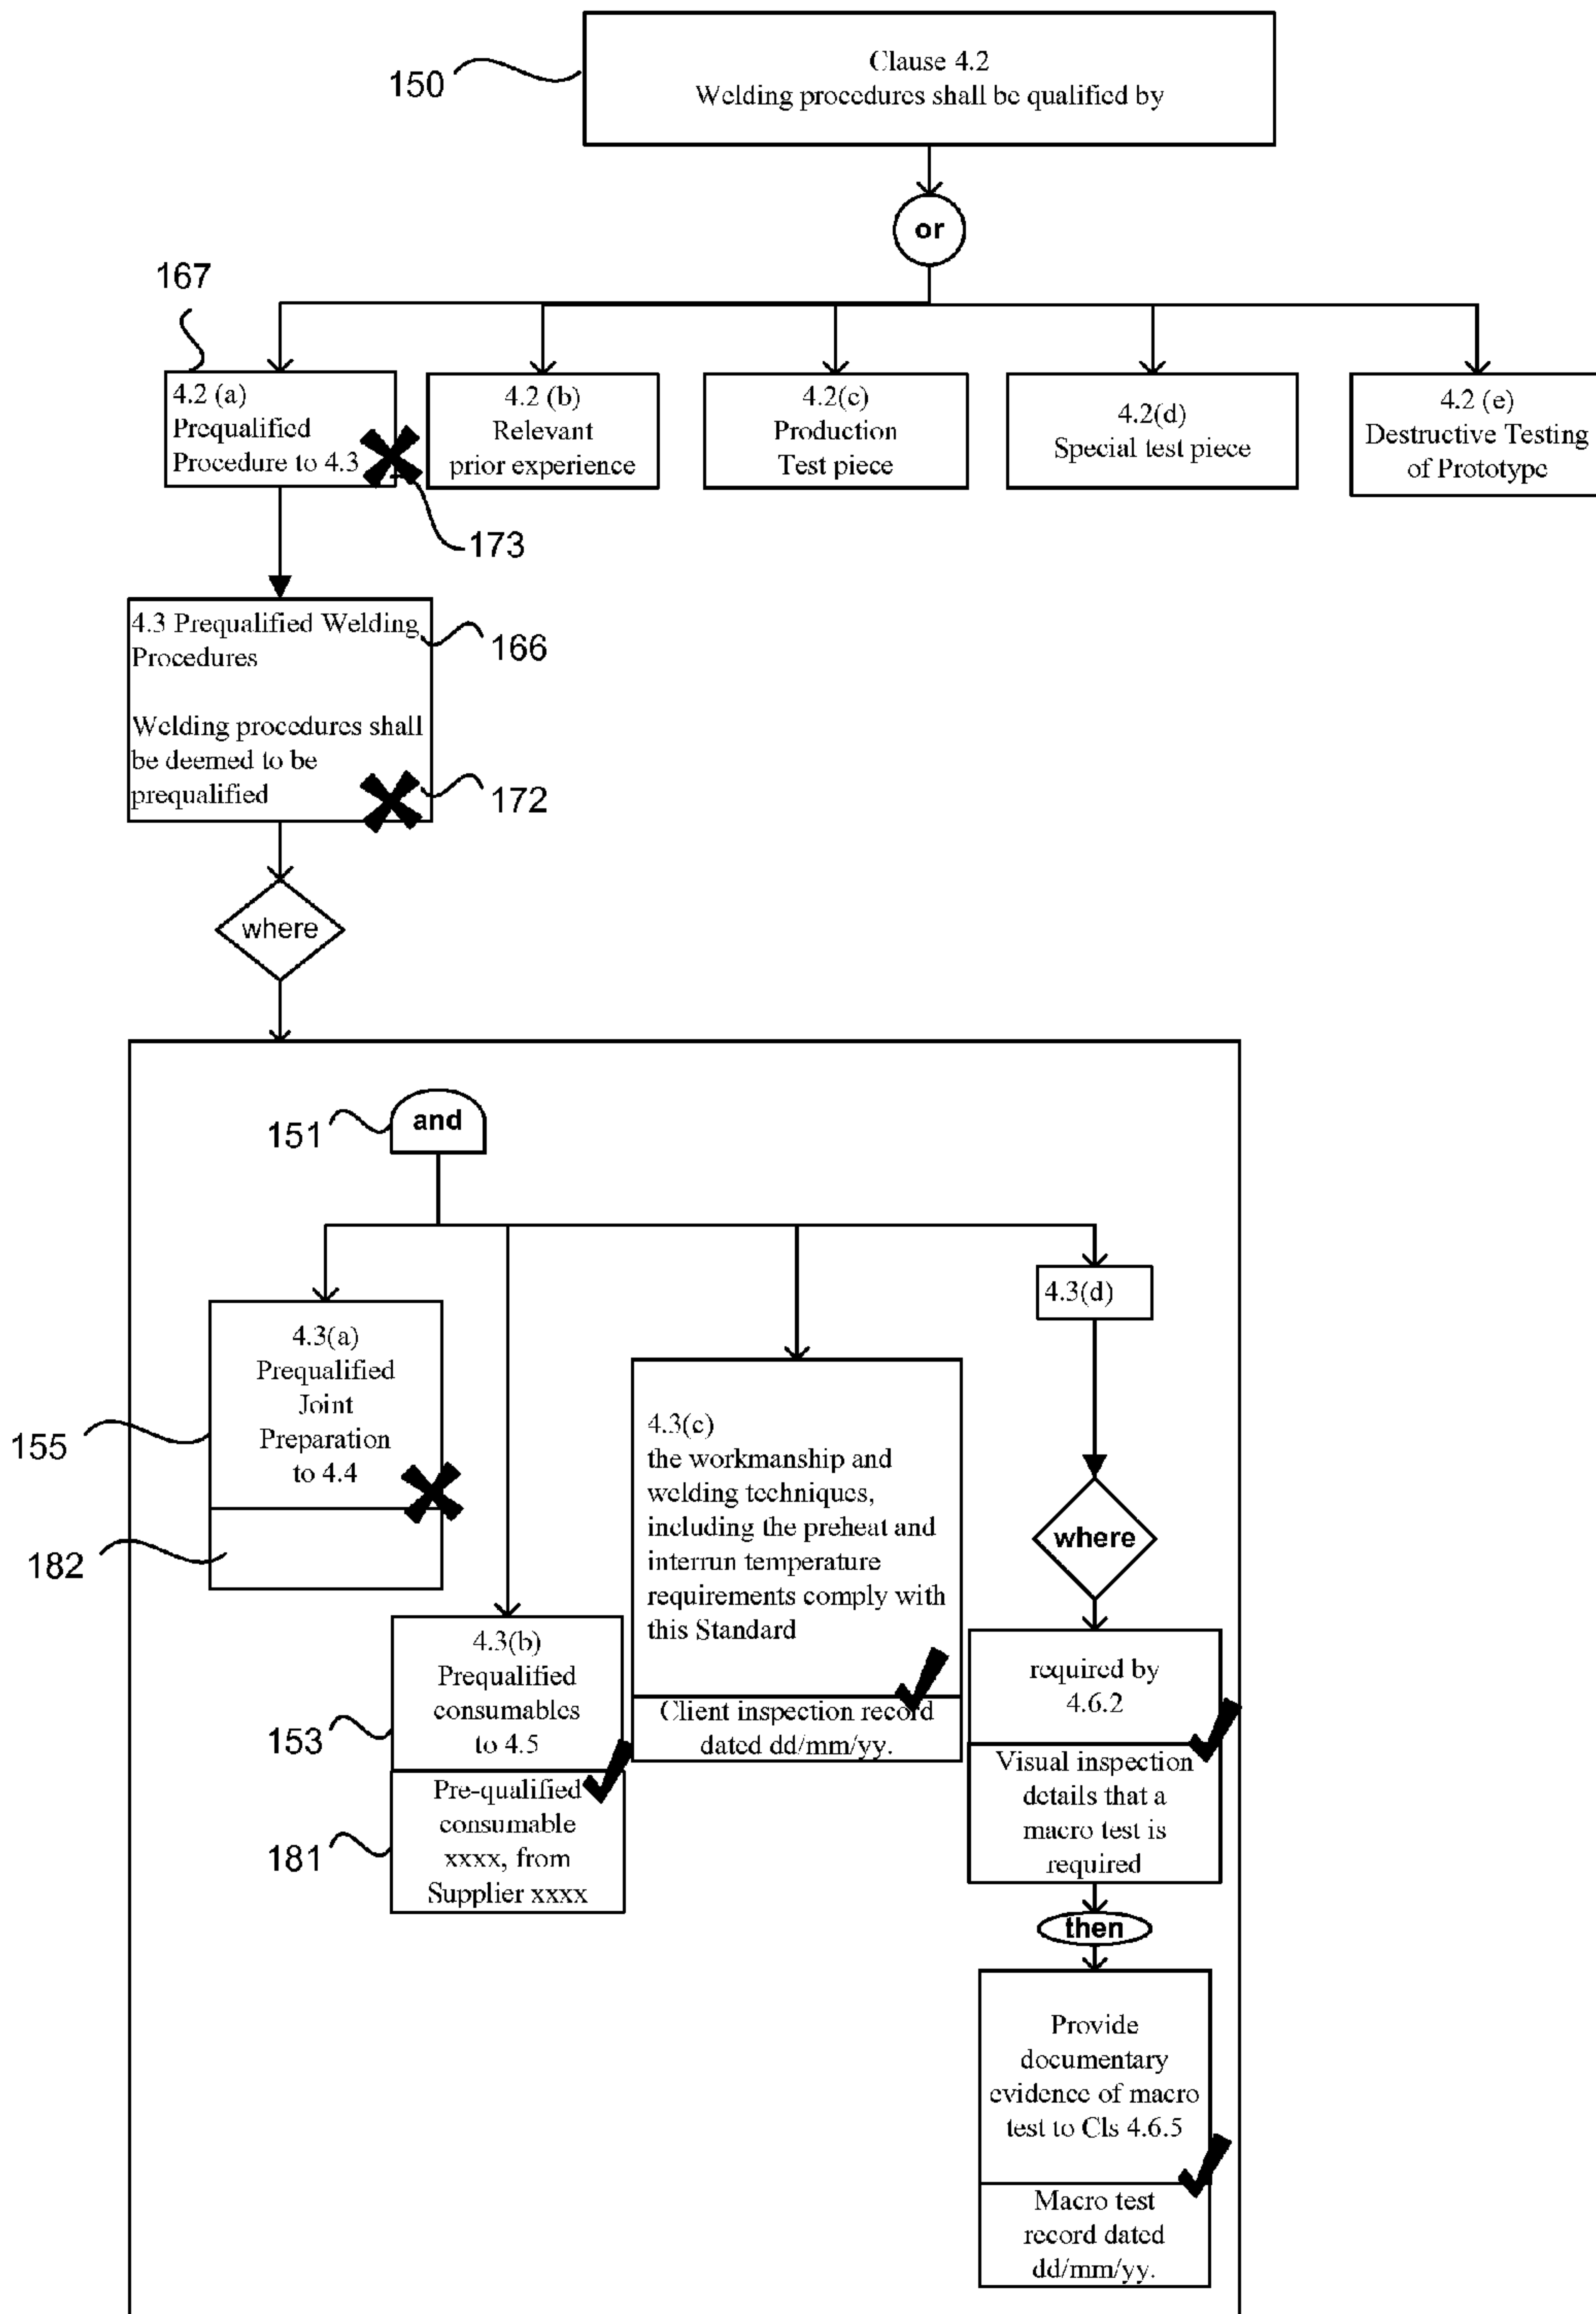 Clause 4.2
Welding procedures shall be qualified by
150
or
167
4.2 (a)
Prequalified
Procedure to 4.3
173
4.2 (b)
Relevant
prior experience
4.2(c)
Production
Test piece
4.2(d)
Special test piece
4.2 (e)
Destructive Testing
of Prototype
4.3 Prequalified Welding
Procedures
Welding procedures shall
be deemed to be
prequalified
166
172
where
151
and
4.3(a)
Prequalified
Joint
Preparation
to 4.4
155
182
4.3(b)
Prequalified
consumables
to 4.5
153
Pre-qualified
consumable
xxxx, from
Supplier xxxx
181
4.3(c)
the workmanship and
welding techniques,
including the preheat and
interrun temperature
requirements comply with
this Standard
Client inspection record
dated dd/mm/yy.
4.3(d)
where
required by
4.6.2
Visual inspection
details that a
macro test is
required
then
Provide
documentary
evidence of macro
test to Cls 4.6.5
Macro test
record dated
dd/mm/yy.